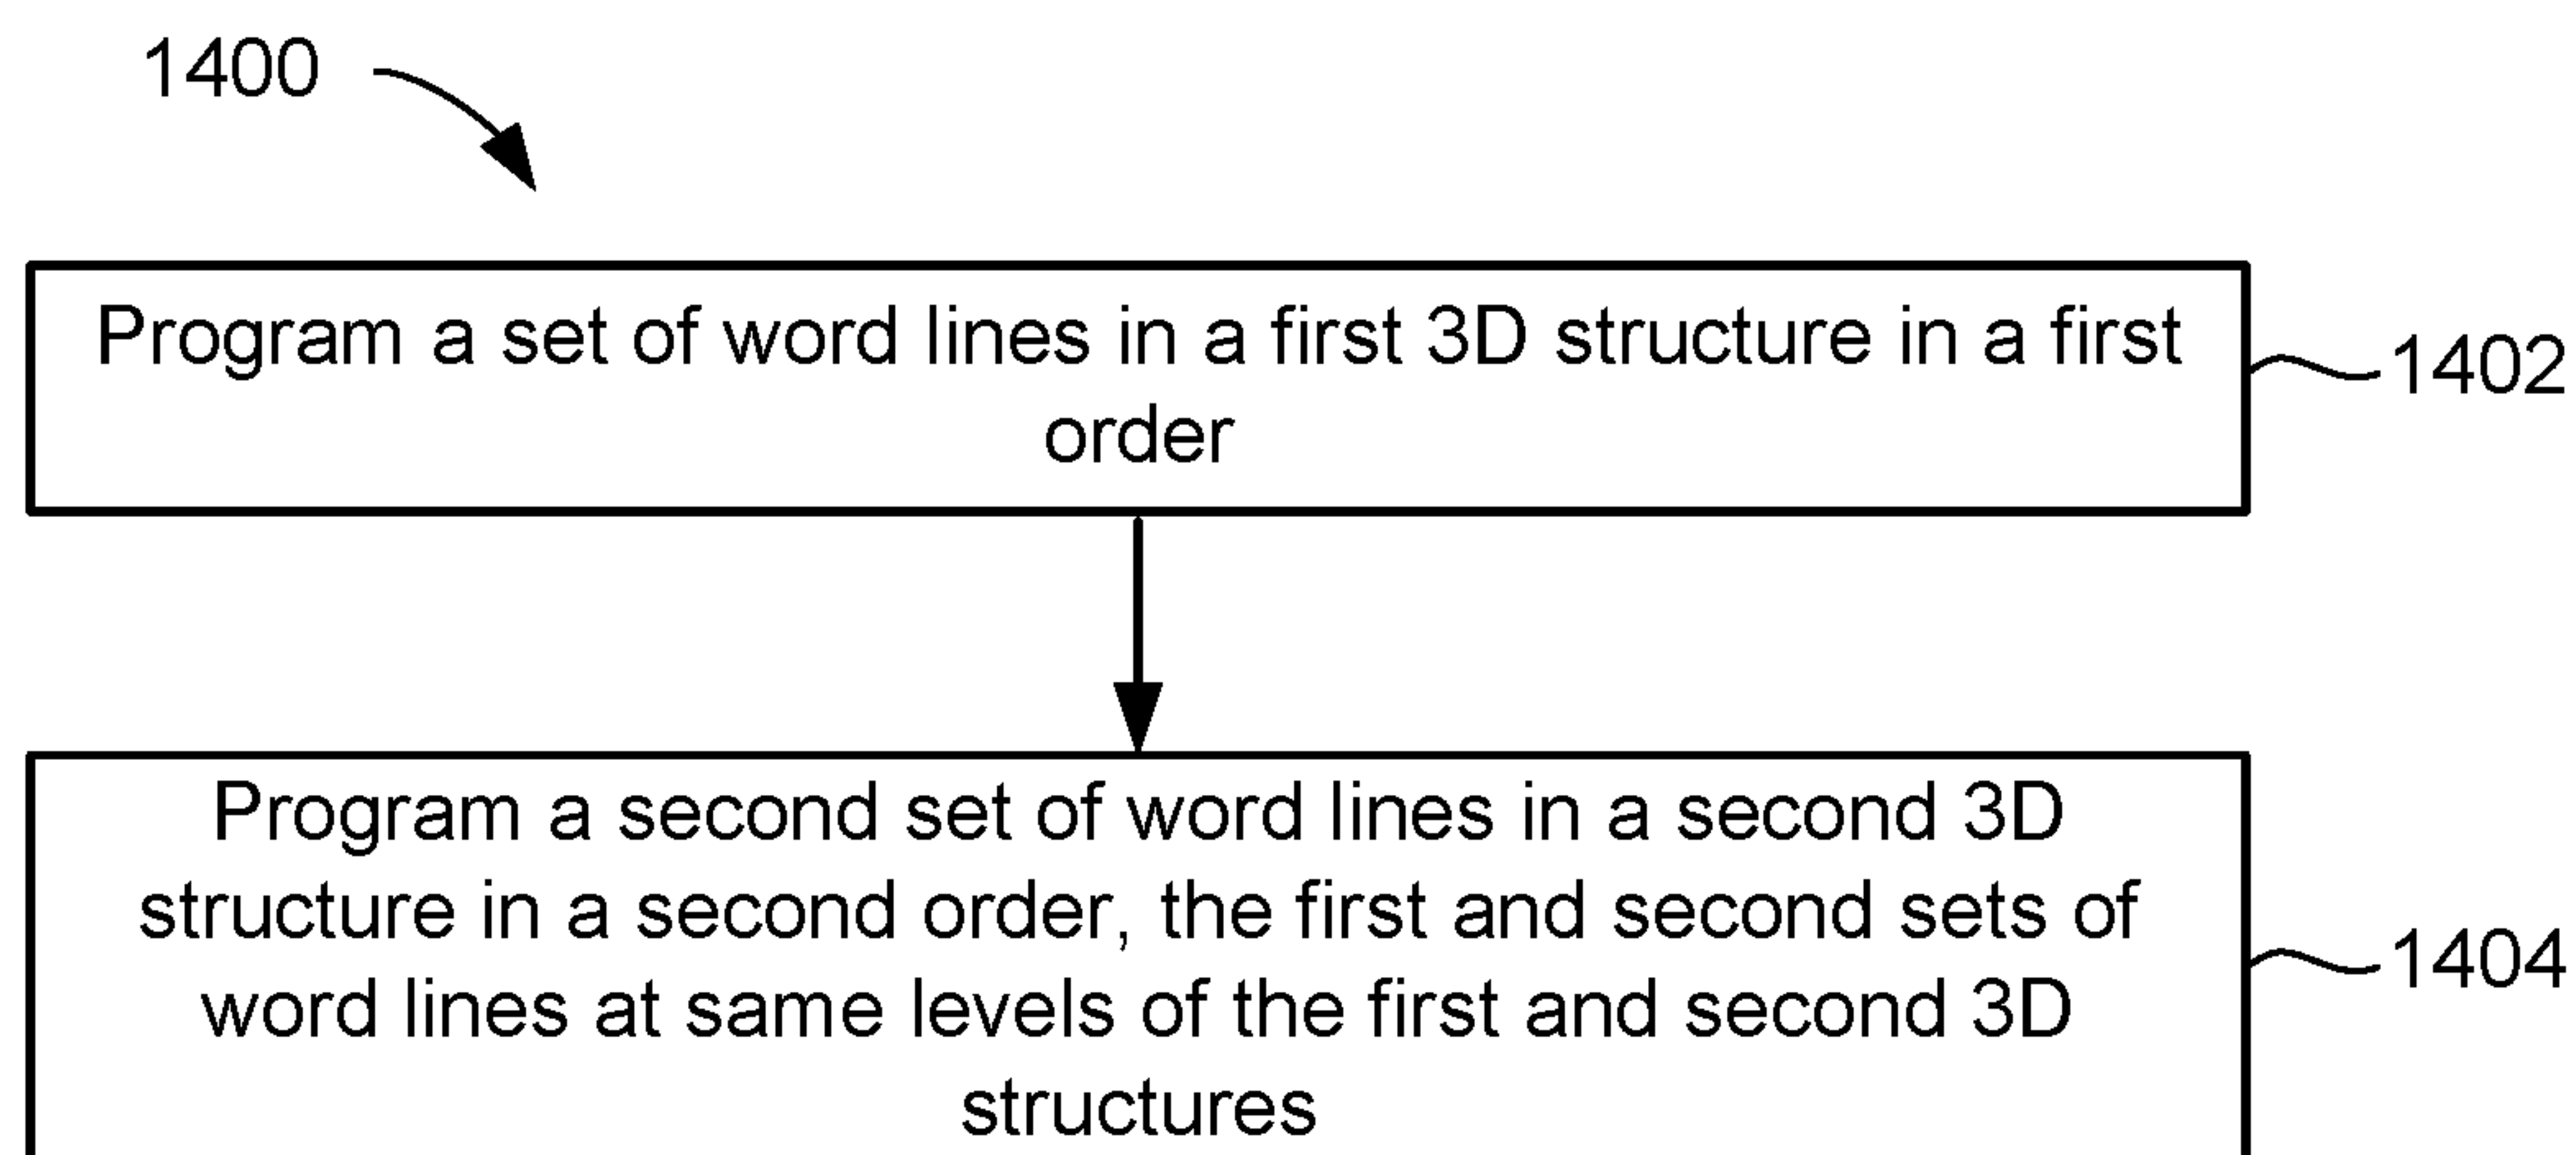 1400
Program a set of word lines in a first 3D structure in a first
order
1402
Program a second set of word lines in a second 3D
structure in a second order, the first and second sets of
word lines at same levels of the first and second 3D
structures
1404